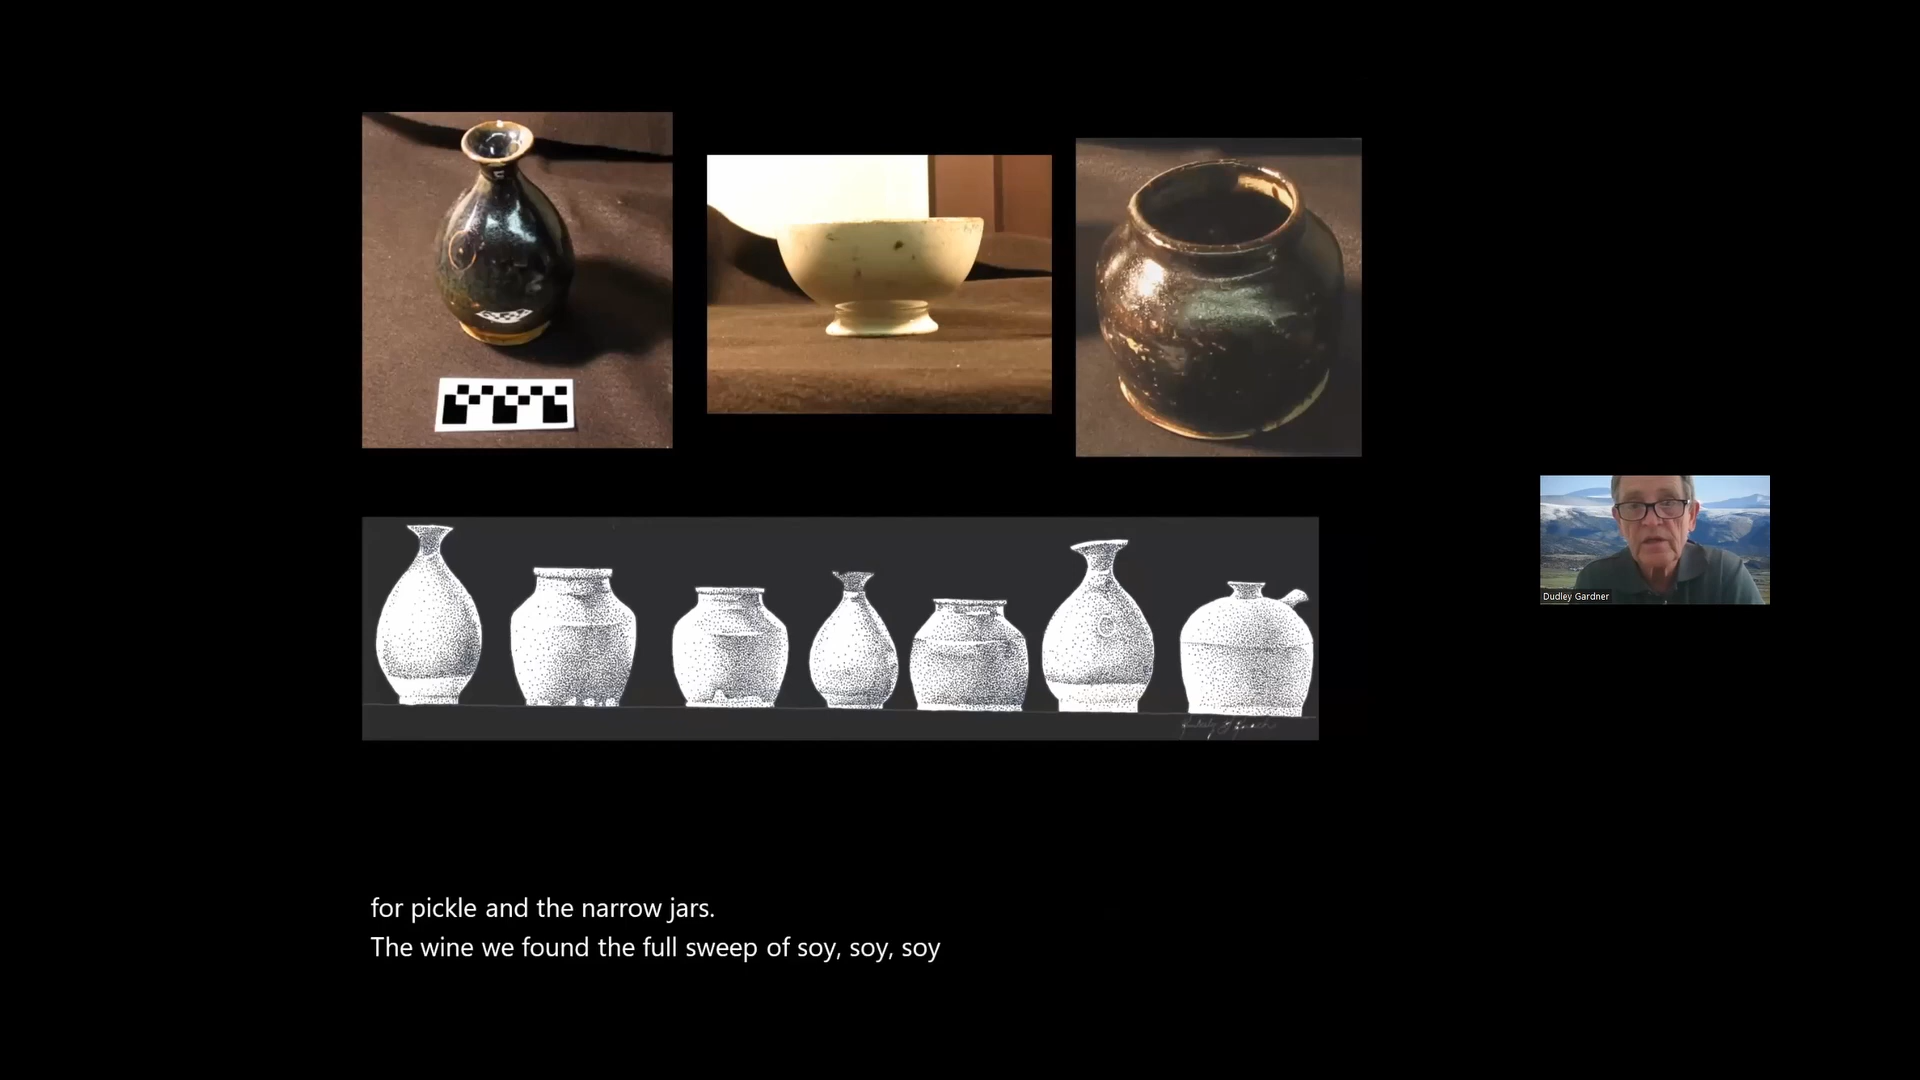 Dudley Gardner
for pickle and the narrow jars.
The wine we found the full sweep of soy, soy, soy